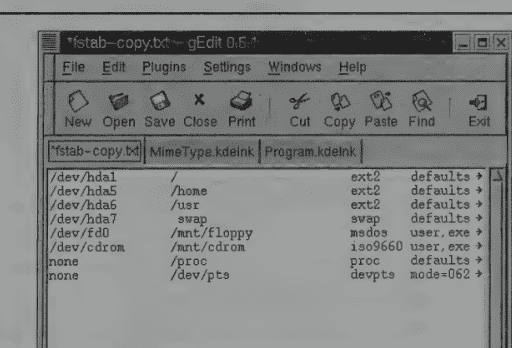 *fstab-copy.txt - gEdit 0.5.1
File Edit Plugins Settings Windows Help
New Open Save Close Print Cut Copy Paste Find Exit
*fstab-copy.txt MimeType.kdelnk Program.kdelnk
/dev/hda1 / ext2 defaults
/dev/hda5 /home ext2 defaults
/dev/hda6 /usr ext2 defaults
/dev/hda7 swap swap defaults
/dev/fd0 /mnt/floppy msdos user,exe
/dev/cdrom /mnt/cdrom iso9660 user,exe
none /proc proc defaults
none /dev/pts devpts mode=062